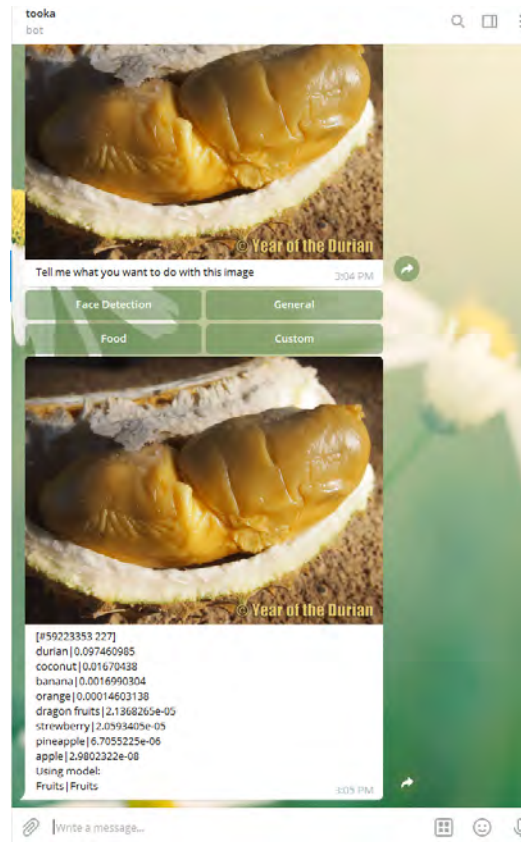 tooka
bot
© Year of the Durian
Tell me what you want to do with this image
3:04 PM
Face Detection
General
Food
Custom
© Year of the Durian
[#59223353 227]
durian|0.097460985
coconut|0.01670438
banana|0.0016990304
orange|0.00014603138
dragon fruits|2.1368265e-05
strewberry|2.0593405e-05
pineapple|6.7055225e-06
apple|2.9802322e-08
Using model:
Fruits|Fruits
3:05 PM
Write a message...